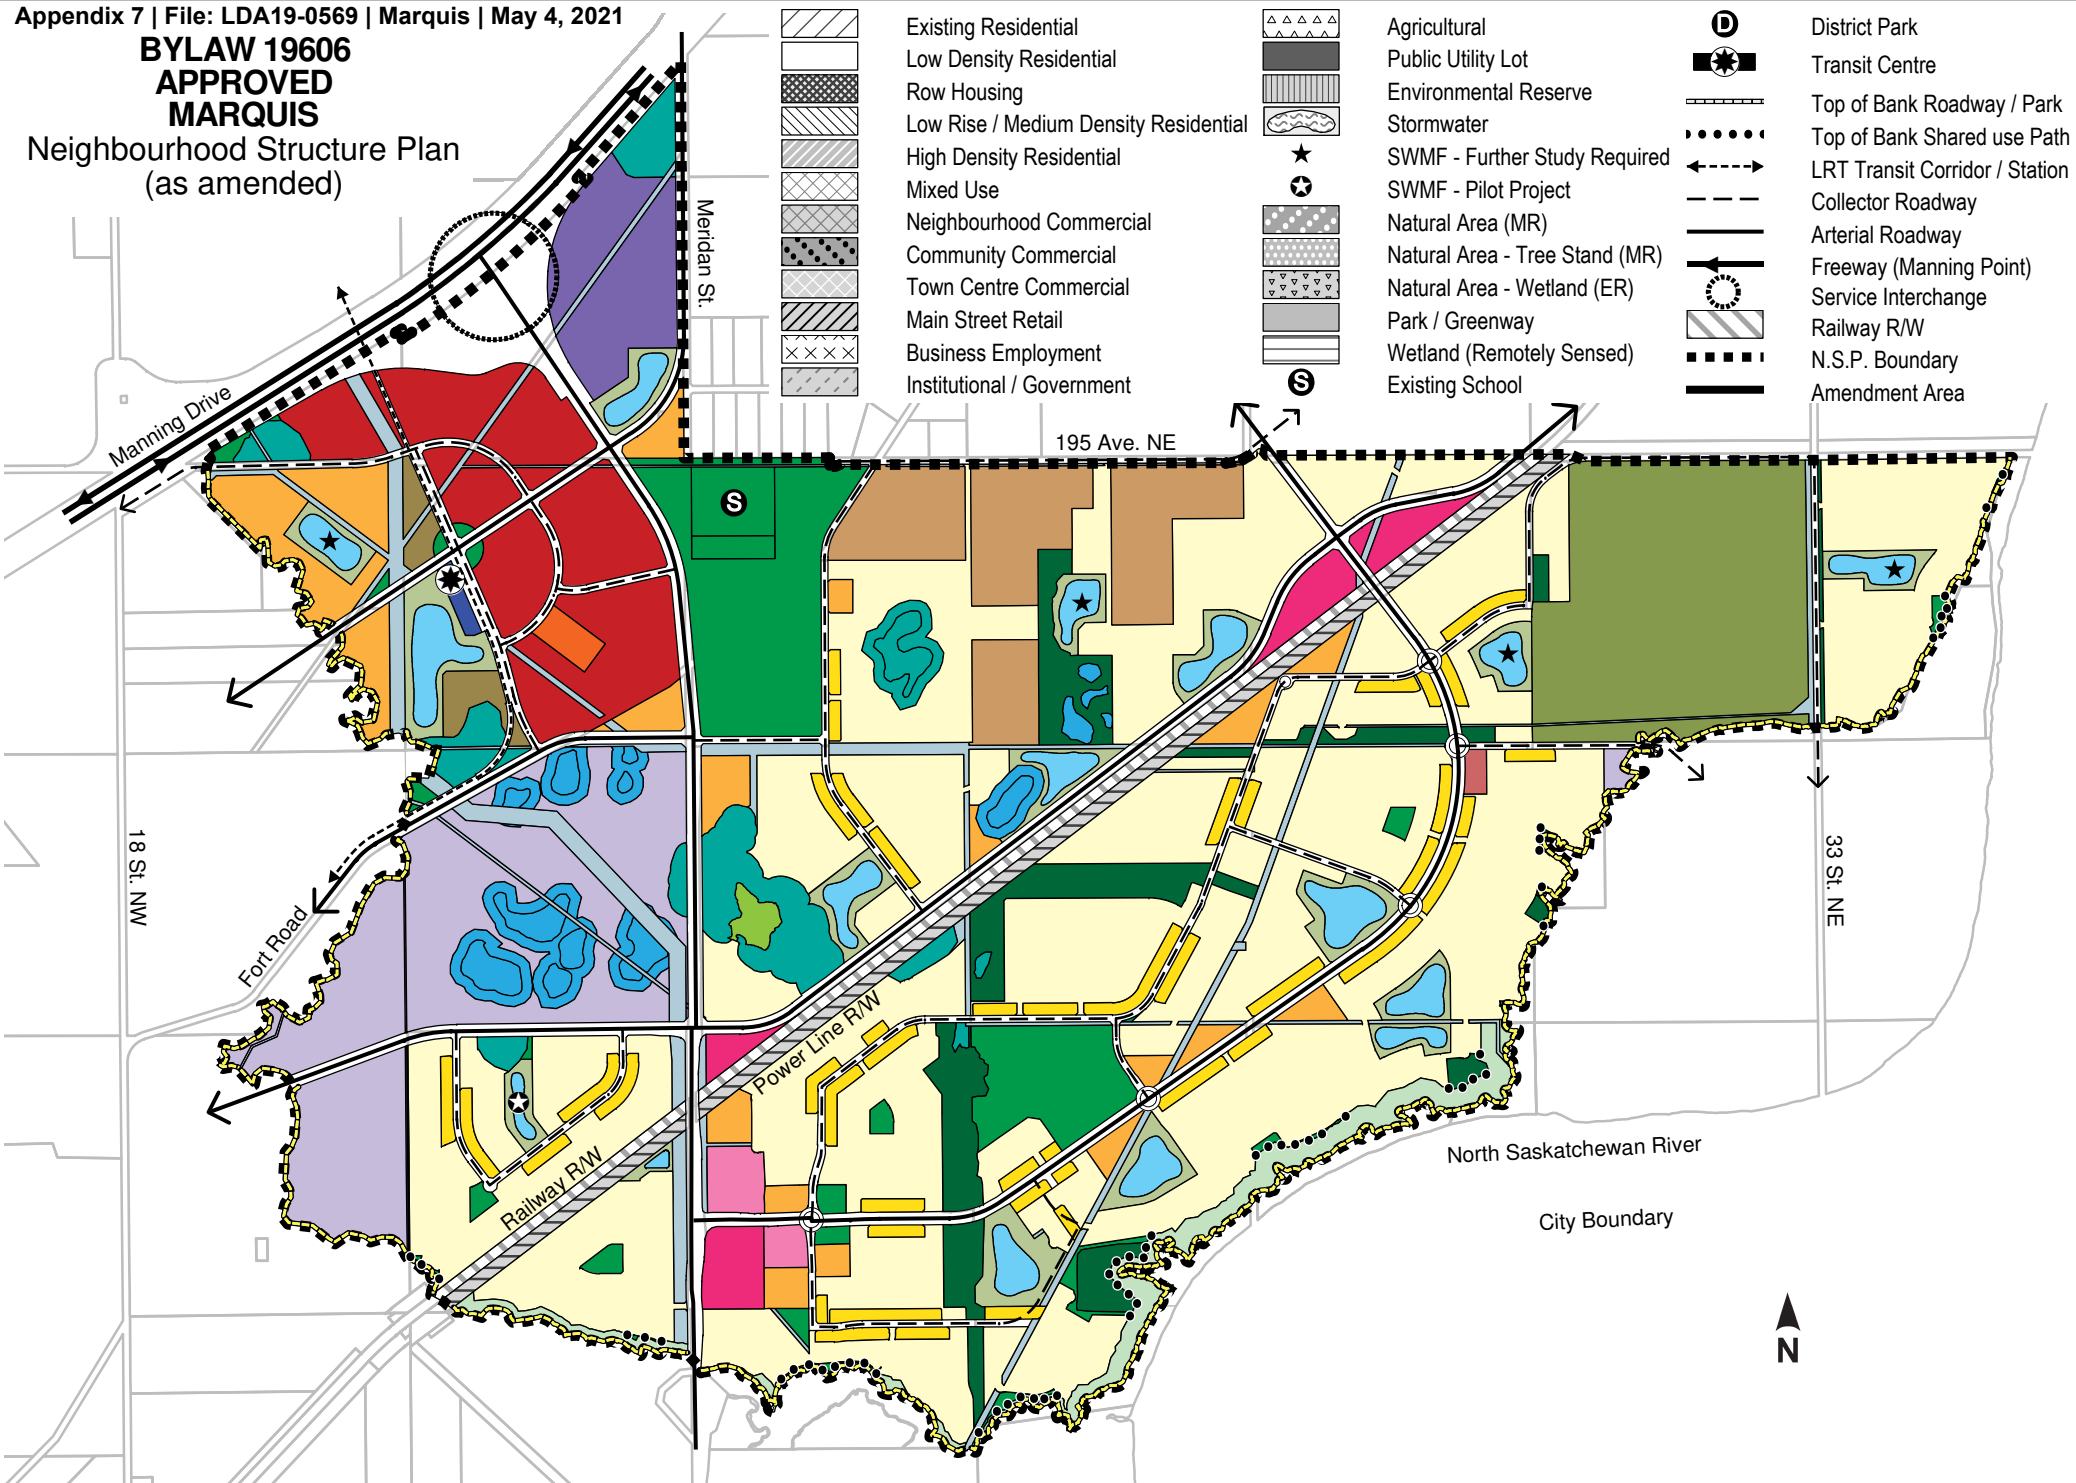 Appendix 7 | File: LDA19-0569 | Marquis | May 4, 2021
BYLAW 19606
APPROVED
MARQUIS
Neighbourhood Structure Plan
(as amended)
Existing Residential
Low Density Residential
Row Housing
Low Rise / Medium Density Residential
High Density Residential
Mixed Use
Neighbourhood Commercial
Community Commercial
Town Centre Commercial
Main Street Retail
Business Employment
Institutional / Government
Agricultural
Public Utility Lot
Environmental Reserve
Stormwater
SWMF - Further Study Required
SWMF - Pilot Project
Natural Area (MR)
Natural Area - Tree Stand (MR)
Natural Area - Wetland (ER)
Park / Greenway
Wetland (Remotely Sensed)
S
Existing School
D
District Park
Transit Centre
Top of Bank Roadway / Park
Top of Bank Shared use Path
LRT Transit Corridor / Station
Collector Roadway
Arterial Roadway
Freeway (Manning Point)
Service Interchange
Railway R/W
N.S.P. Boundary
Amendment Area
Meridan St.
Manning Drive
195 Ave. NE
S
18 St. NW
33 St. NE
Fort Road
Power Line R/W
Railway R/W
North Saskatchewan River
City Boundary
N